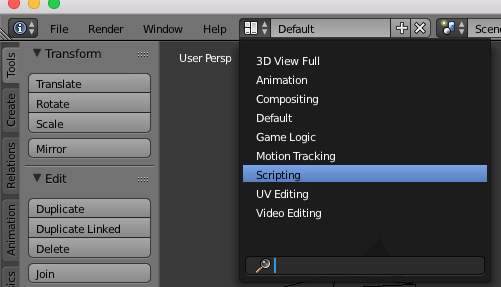 File Render Window Help Default Scene
Tools
Create
Relations
Animation
Transform
Translate
Rotate
Scale
Mirror
Edit
Duplicate
Duplicate Linked
Delete
Join
User Persp
3D View Full
Animation
Compositing
Default
Game Logic
Motion Tracking
Scripting
UV Editing
Video Editing